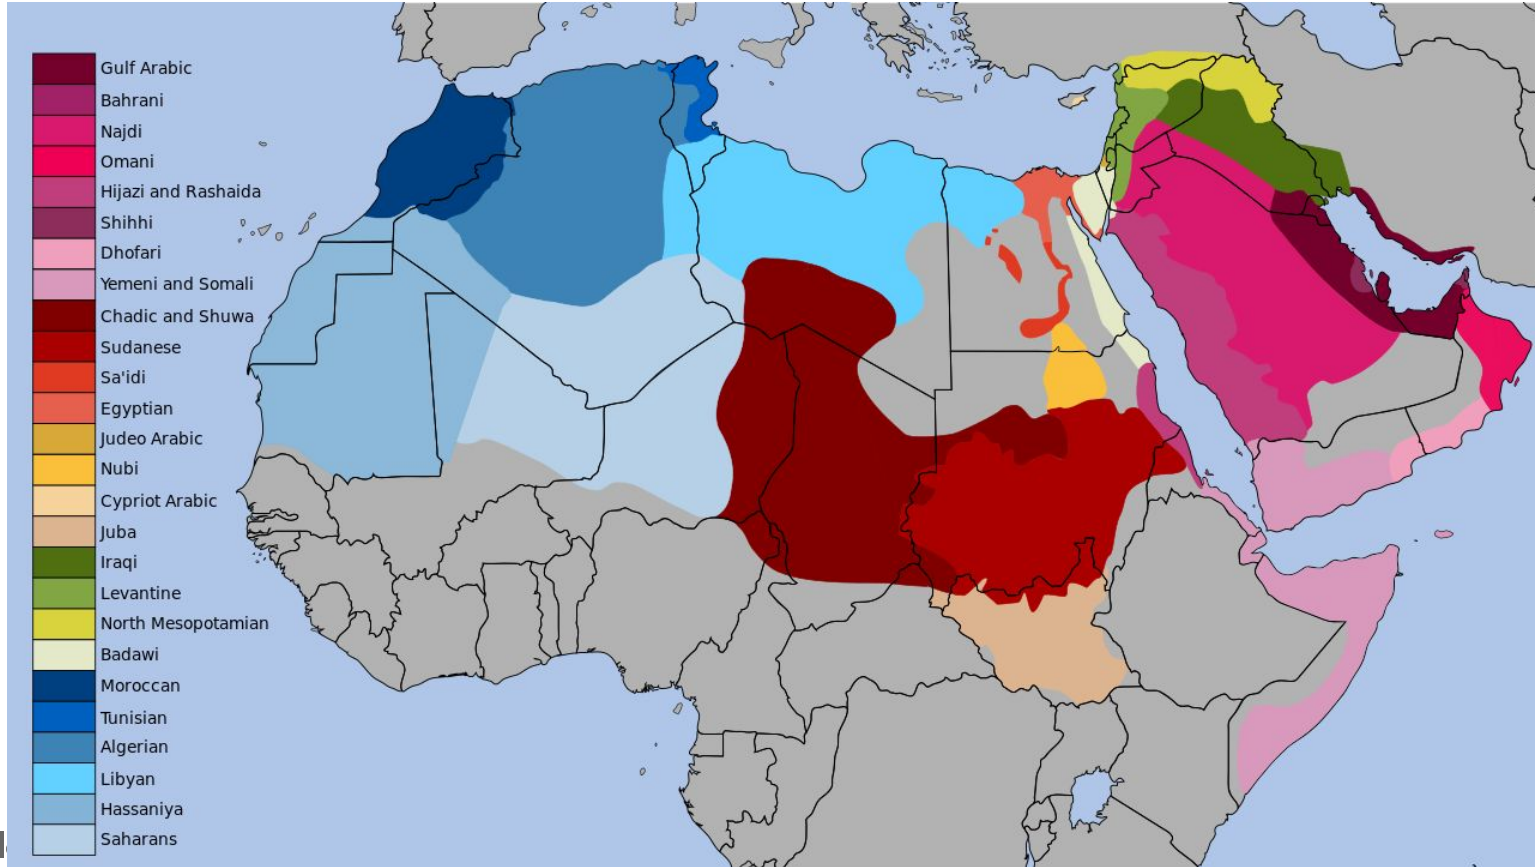 Gulf Arabic
Bahrani
Najdi
Omani
Hijazi and Rashaida
Shihhi
Dhofari
Yemeni and Somali
Chadic and Shuwa
Sudanese
Sa'idi
Egyptian
Judeo Arabic
Nubi
Cypriot Arabic
Juba
Iraqi
Levantine
North Mesopotamian
Badawi
Moroccan
Tunisian
Algerian
Libyan
Hassaniya
Saharans